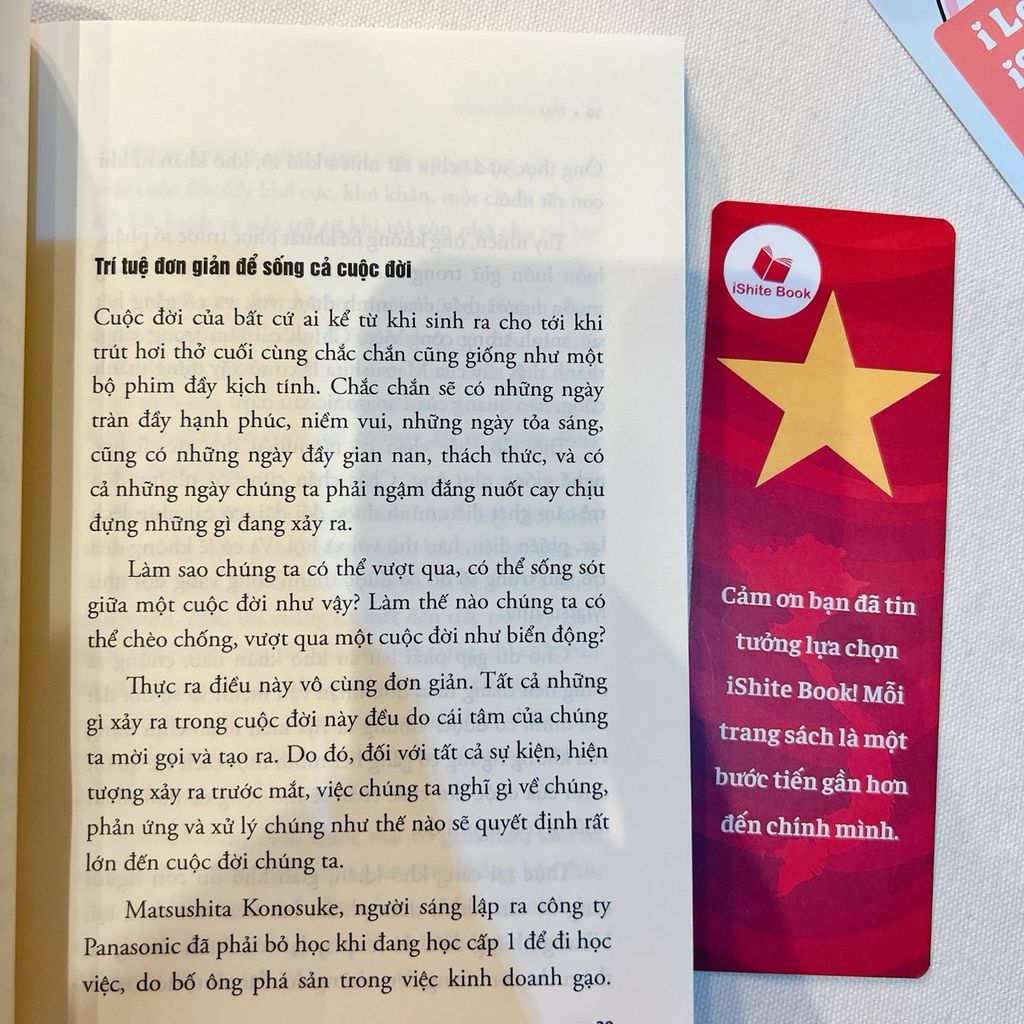 Trí tuệ đơn giản để sống cả cuộc đời
Cuộc đời của bất cứ ai kể từ khi sinh ra cho tới khi
trút hơi thở cuối cùng chắc chắn cũng giống như một
bộ phim đầy kịch tính. Chắc chắn sẽ có những ngày
tràn đầy hạnh phúc, niềm vui, những ngày tỏa sáng,
cũng có những ngày đầy gian nan, thách thức, và có
cả những ngày chúng ta phải ngậm đắng nuốt cay chịu
đựng những gì đang xảy ra.
Làm sao chúng ta có thể vượt qua, có thể sống sót
giữa một cuộc đời như vậy? Làm thế nào chúng ta có
thể chèo chống, vượt qua một cuộc đời như biển động?
Thực ra điều này vô cùng đơn giản. Tất cả những
gì xảy ra trong cuộc đời này đều do cái tâm của chúng
ta mời gọi và tạo ra. Do đó, đối với tất cả sự kiện, hiện
tượng xảy ra trước mắt, việc chúng ta nghĩ gì về chúng,
phản ứng và xử lý chúng như thế nào sẽ quyết định rất
lớn đến cuộc đời chúng ta.
Matsushita Konosuke, người sáng lập ra công ty
Panasonic đã phải bỏ học khi đang học cấp 1 để đi học
việc, do bố ông phá sản trong việc kinh doanh gạo.
iShite Book
Cảm ơn bạn đã tin
tưởng lựa chọn
iShite Book! Mỗi
trang sách là một
bước tiến gần hơn
đến chính mình.